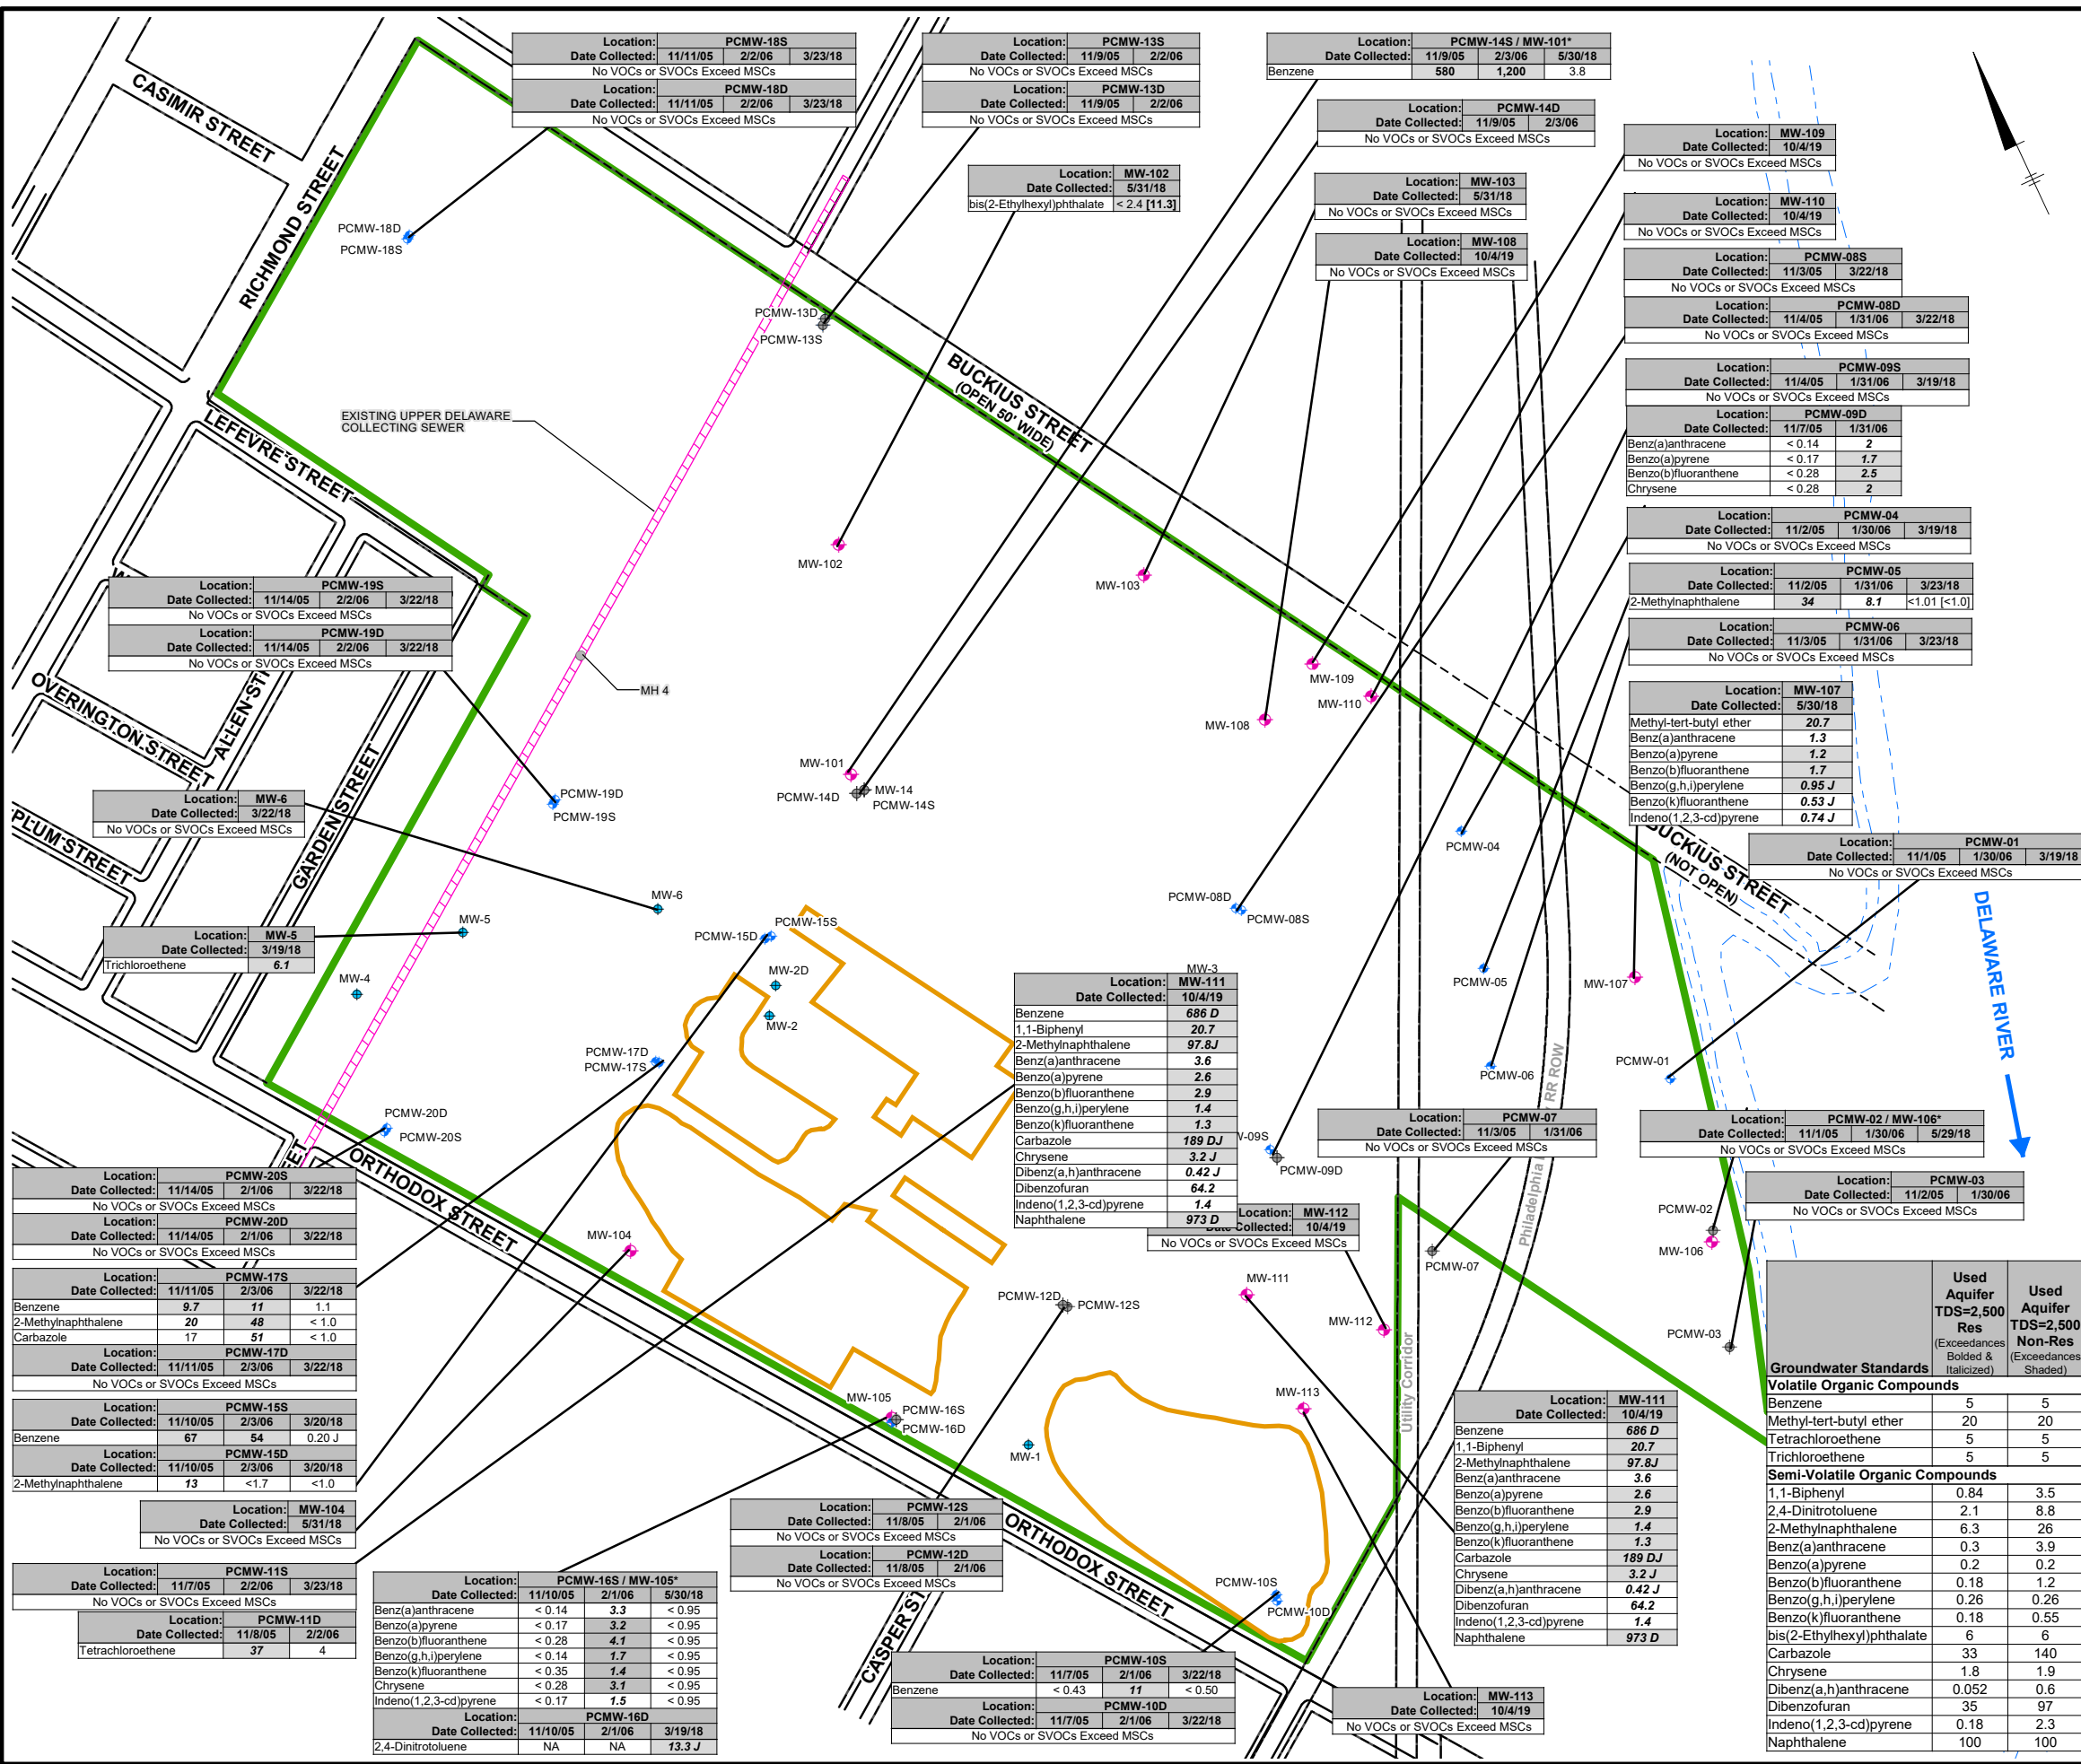 Location: PCMW-18S
Date Collected: 11/11/05 2/2/06 3/23/18
No VOCs or SVOCs Exceed MSCs
Location: PCMW-18D
Date Collected: 11/11/05 2/2/06 3/23/18
No VOCs or SVOCs Exceed MSCs
Location: PCMW-13S
Date Collected: 11/9/05 2/2/06
No VOCs or SVOCs Exceed MSCs
Location: PCMW-13D
Date Collected: 11/9/05 2/2/06
No VOCs or SVOCs Exceed MSCs
Location: PCMW-14S / MW-101*
Date Collected: 11/9/05 2/3/06 5/30/18
Benzene 580 1,200 3.8
Location: PCMW-14D
Date Collected: 11/9/05 2/3/06
No VOCs or SVOCs Exceed MSCs
Location: MW-102
Date Collected: 5/31/18
bis(2-Ethylhexyl)phthalate < 2.4 [11.3]
Location: MW-103
Date Collected: 5/31/18
No VOCs or SVOCs Exceed MSCs
Location: MW-108
Date Collected: 10/4/19
No VOCs or SVOCs Exceed MSCs
Location: MW-109
Date Collected: 10/4/19
No VOCs or SVOCs Exceed MSCs
Location: MW-110
Date Collected: 10/4/19
No VOCs or SVOCs Exceed MSCs
Location: PCMW-08S
Date Collected: 11/3/05 3/22/18
No VOCs or SVOCs Exceed MSCs
Location: PCMW-08D
Date Collected: 11/4/05 1/31/06 3/22/18
No VOCs or SVOCs Exceed MSCs
Location: PCMW-09S
Date Collected: 11/4/05 1/31/06 3/19/18
No VOCs or SVOCs Exceed MSCs
Location: PCMW-09D
Date Collected: 11/7/05 1/31/06
Benz(a)anthracene < 0.14 2
Benzo(a)pyrene < 0.17 1.7
Benzo(b)fluoranthene < 0.28 2.5
Chrysene < 0.28 2
Location: PCMW-04
Date Collected: 11/2/05 1/30/06 3/19/18
No VOCs or SVOCs Exceed MSCs
Location: PCMW-05
Date Collected: 11/2/05 1/31/06 3/23/18
2-Methylnaphthalene 34 8.1 <1.01 [<1.0]
Location: PCMW-06
Date Collected: 11/3/05 1/31/06 3/23/18
No VOCs or SVOCs Exceed MSCs
Location: MW-107
Date Collected: 5/30/18
Methyl-tert-butyl ether 20.7
Benz(a)anthracene 1.3
Benzo(a)pyrene 1.2
Benzo(b)fluoranthene 1.7
Benzo(g,h,i)perylene 0.95 J
Benzo(k)fluoranthene 0.53 J
Indeno(1,2,3-cd)pyrene 0.74 J
Location: PCMW-01
Date Collected: 11/1/05 1/30/06 3/19/18
No VOCs or SVOCs Exceed MSCs
CASIMIR STREET
RICHMOND STREET
LEFEVRE STREET
BUCKIUS STREET
(OPEN 50' WIDE)
BUCKIUS STREET
(NOT OPEN)
DELAWARE RIVER
EXISTING UPPER DELAWARE
COLLECTING SEWER
MH 4
PCMW-18D
PCMW-18S
PCMW-13D
PCMW-13S
MW-102
MW-103
MW-109
MW-110
MW-108
MW-101
PCMW-14D
MW-14
PCMW-14S
PCMW-04
PCMW-08D
PCMW-08S
PCMW-05
MW-107
PCMW-06
PCMW-01
Location: PCMW-19S
Date Collected: 11/14/05 2/2/06 3/22/18
No VOCs or SVOCs Exceed MSCs
Location: PCMW-19D
Date Collected: 11/14/05 2/2/06 3/22/18
No VOCs or SVOCs Exceed MSCs
OVERINGTON STREET
ALLEN ST
GARDEN STREET
PLUM STREET
PCMW-19D
PCMW-19S
Location: MW-6
Date Collected: 3/22/18
No VOCs or SVOCs Exceed MSCs
MW-6
MW-5
Location: MW-5
Date Collected: 3/19/18
Trichloroethene 6.1
MW-4
PCMW-15S
PCMW-15D
MW-2D
MW-2
MW-3
PCMW-17D
PCMW-17S
PCMW-20D
PCMW-20S
ORTHODOX STREET
Location: MW-111
Date Collected: 10/4/19
Benzene 686 D
1,1-Biphenyl 20.7
2-Methylnaphthalene 97.8J
Benz(a)anthracene 3.6
Benzo(a)pyrene 2.6
Benzo(b)fluoranthene 2.9
Benzo(g,h,i)perylene 1.4
Benzo(k)fluoranthene 1.3
Carbazole 189 DJ
Chrysene 3.2 J
Dibenz(a,h)anthracene 0.42 J
Dibenzofuran 64.2
Indeno(1,2,3-cd)pyrene 1.4
Naphthalene 973 D
-09S
PCMW-09D
Location: MW-112
Date Collected: 10/4/19
No VOCs or SVOCs Exceed MSCs
Location: PCMW-07
Date Collected: 11/3/05 1/31/06
No VOCs or SVOCs Exceed MSCs
Philadelphia RR ROW
Utility Corridor
Location: PCMW-02 / MW-106*
Date Collected: 11/1/05 1/30/06 5/29/18
No VOCs or SVOCs Exceed MSCs
Location: PCMW-03
Date Collected: 11/2/05 1/30/06
No VOCs or SVOCs Exceed MSCs
PCMW-02
MW-106
PCMW-07
PCMW-03
MW-104
MW-111
MW-112
PCMW-12D
PCMW-12S
MW-105
PCMW-16S
PCMW-16D
MW-113
MW-1
PCMW-10S
PCMW-10D
ORTHODOX STREET
CASPER ST
EET
Location: PCMW-20S
Date Collected: 11/14/05 2/1/06 3/22/18
No VOCs or SVOCs Exceed MSCs
Location: PCMW-20D
Date Collected: 11/14/05 2/1/06 3/22/18
No VOCs or SVOCs Exceed MSCs
Location: PCMW-17S
Date Collected: 11/11/05 2/3/06 3/22/18
Benzene 9.7 11 1.1
2-Methylnaphthalene 20 48 < 1.0
Carbazole 17 51 < 1.0
Location: PCMW-17D
Date Collected: 11/11/05 2/3/06 3/22/18
No VOCs or SVOCs Exceed MSCs
Location: PCMW-15S
Date Collected: 11/10/05 2/3/06 3/20/18
Benzene 67 54 0.20 J
Location: PCMW-15D
Date Collected: 11/10/05 2/3/06 3/20/18
2-Methylnaphthalene 13 <1.7 <1.0
Location: MW-104
Date Collected: 5/31/18
No VOCs or SVOCs Exceed MSCs
Location: PCMW-11S
Date Collected: 11/7/05 2/2/06 3/23/18
No VOCs or SVOCs Exceed MSCs
Location: PCMW-11D
Date Collected: 11/8/05 2/2/06
Tetrachloroethene 37 4
Location: PCMW-16S / MW-105*
Date Collected: 11/10/05 2/1/06 5/30/18
Benz(a)anthracene < 0.14 3.3 < 0.95
Benzo(a)pyrene < 0.17 3.2 < 0.95
Benzo(b)fluoranthene < 0.28 4.1 < 0.95
Benzo(g,h,i)perylene < 0.14 1.7 < 0.95
Benzo(k)fluoranthene < 0.35 1.4 < 0.95
Chrysene < 0.28 3.1 < 0.95
Indeno(1,2,3-cd)pyrene < 0.17 1.5 < 0.95
Location: PCMW-16D
Date Collected: 11/10/05 2/1/06 3/19/18
2,4-Dinitrotoluene NA NA 13.3 J
Location: PCMW-12S
Date Collected: 11/8/05 2/1/06
No VOCs or SVOCs Exceed MSCs
Location: PCMW-12D
Date Collected: 11/8/05 2/1/06
No VOCs or SVOCs Exceed MSCs
Location: PCMW-10S
Date Collected: 11/7/05 2/1/06 3/22/18
Benzene < 0.43 11 < 0.50
Location: PCMW-10D
Date Collected: 11/7/05 2/1/06 3/22/18
No VOCs or SVOCs Exceed MSCs
Location: MW-113
Date Collected: 10/4/19
No VOCs or SVOCs Exceed MSCs
Location: MW-111
Date Collected: 10/4/19
Benzene 686 D
1,1-Biphenyl 20.7
2-Methylnaphthalene 97.8J
Benz(a)anthracene 3.6
Benzo(a)pyrene 2.6
Benzo(b)fluoranthene 2.9
Benzo(g,h,i)perylene 1.4
Benzo(k)fluoranthene 1.3
Carbazole 189 DJ
Chrysene 3.2 J
Dibenz(a,h)anthracene 0.42 J
Dibenzofuran 64.2
Indeno(1,2,3-cd)pyrene 1.4
Naphthalene 973 D
Groundwater Standards
Used Aquifer TDS=2,500 Res (Exceedances Bolded & Italicized)
Used Aquifer TDS=2,500 Non-Res (Exceedances Shaded)
Volatile Organic Compounds
Benzene 5 5
Methyl-tert-butyl ether 20 20
Tetrachloroethene 5 5
Trichloroethene 5 5
Semi-Volatile Organic Compounds
1,1-Biphenyl 0.84 3.5
2,4-Dinitrotoluene 2.1 8.8
2-Methylnaphthalene 6.3 26
Benz(a)anthracene 0.3 3.9
Benzo(a)pyrene 0.2 0.2
Benzo(b)fluoranthene 0.18 1.2
Benzo(g,h,i)perylene 0.26 0.26
Benzo(k)fluoranthene 0.18 0.55
bis(2-Ethylhexyl)phthalate 6 6
Carbazole 33 140
Chrysene 1.8 1.9
Dibenz(a,h)anthracene 0.052 0.6
Dibenzofuran 35 97
Indeno(1,2,3-cd)pyrene 0.18 2.3
Naphthalene 100 100